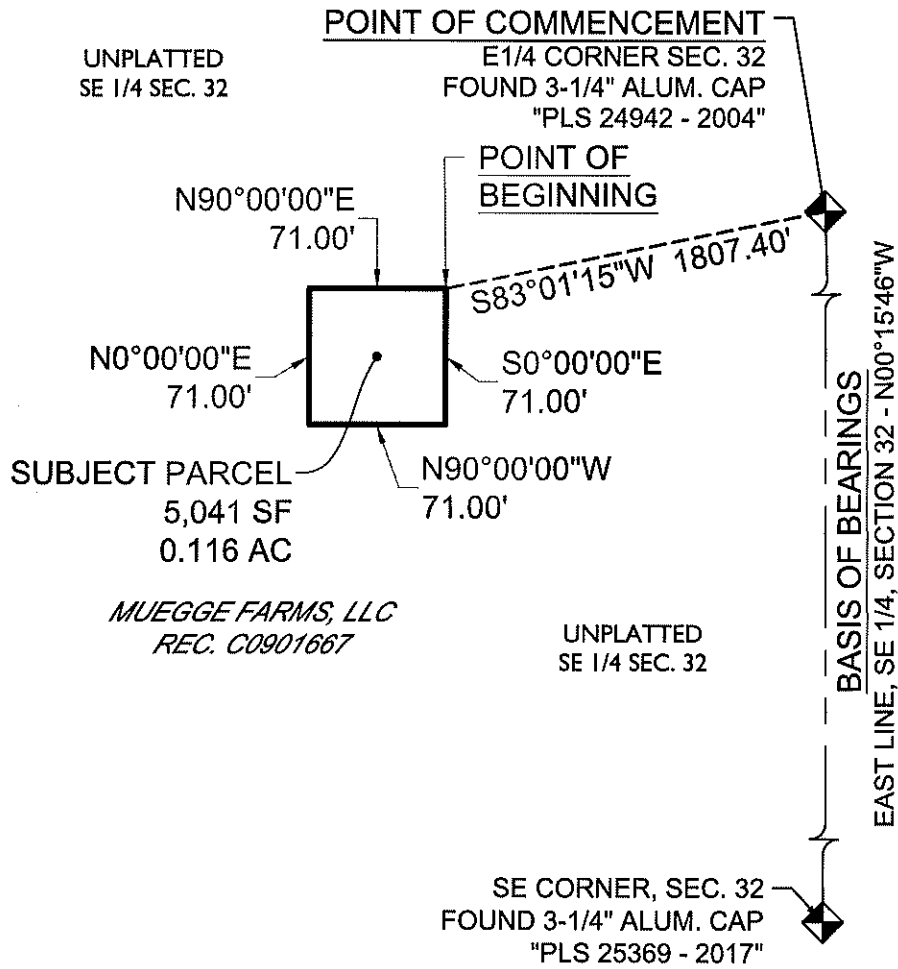 POINT OF COMMENCEMENT
E1/4 CORNER SEC. 32
FOUND 3-1/4" ALUM. CAP
"PLS 24942 - 2004"
UNPLATTED
SE 1/4 SEC. 32
POINT OF
BEGINNING
N90°00'00"E
71.00'
S83°01'15"W 1807.40'
N0°00'00"E
71.00'
S0°00'00"E
71.00'
N90°00'00"W
71.00'
SUBJECT PARCEL
5,041 SF
0.116 AC
MUEGGE FARMS, LLC
REC. C0901667
UNPLATTED
SE 1/4 SEC. 32
BASIS OF BEARINGS
EAST LINE, SE 1/4, SECTION 32 - N00°15'46"W
SE CORNER, SEC. 32
FOUND 3-1/4" ALUM. CAP
"PLS 25369 - 2017"